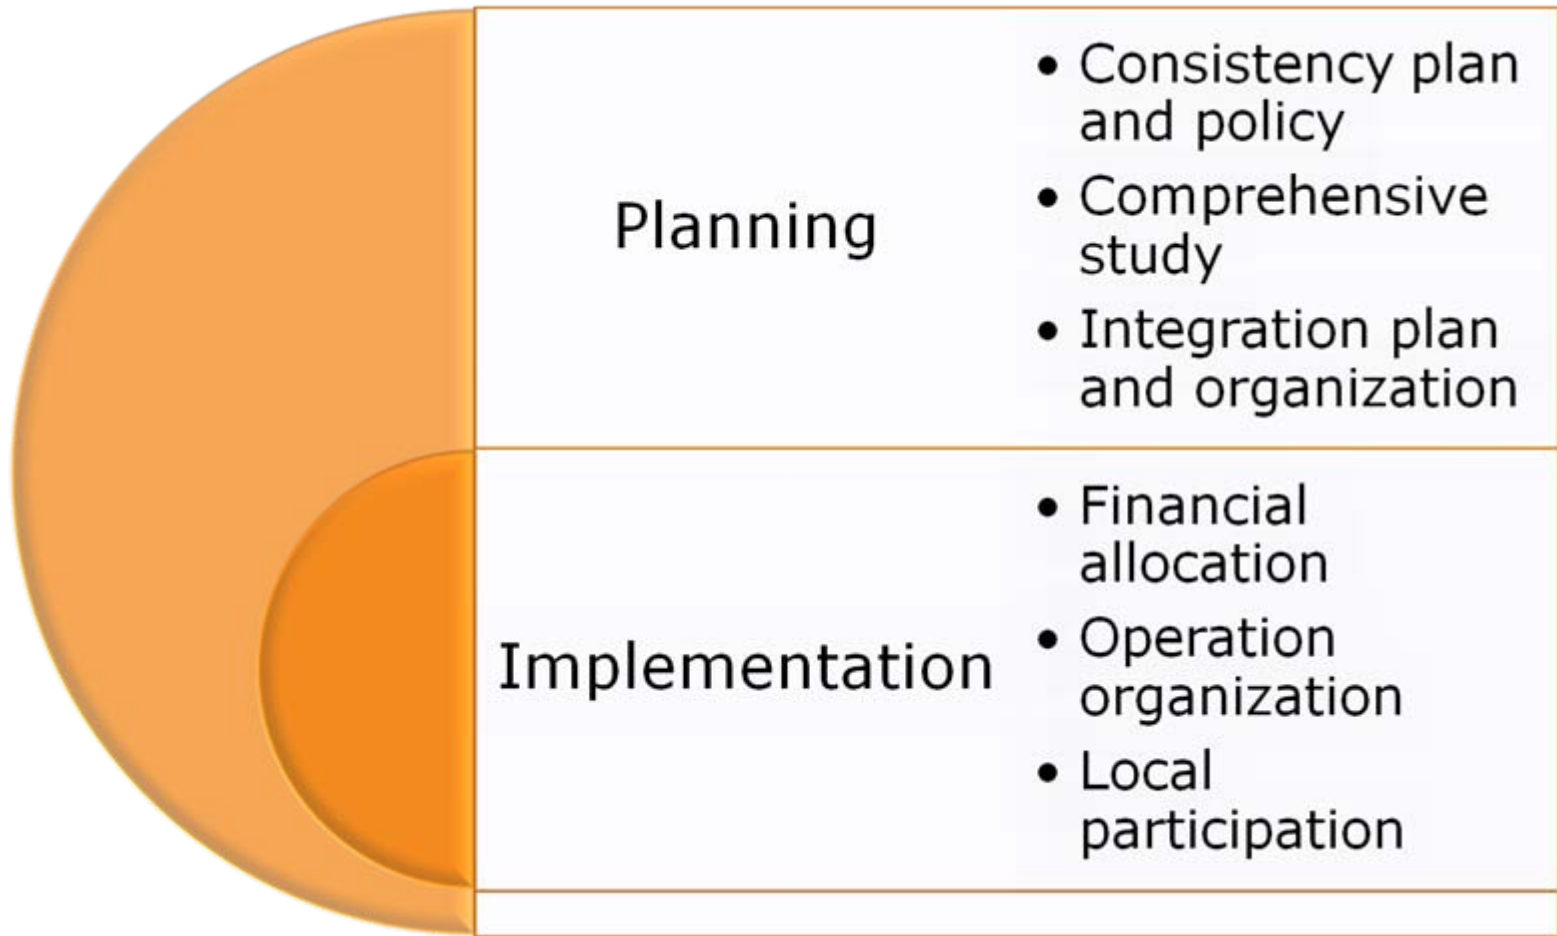 Planning
• Consistency plan
and policy
• Comprehensive
study
• Integration plan
and organization
Implementation
• Financial
allocation
• Operation
organization
• Local
participation